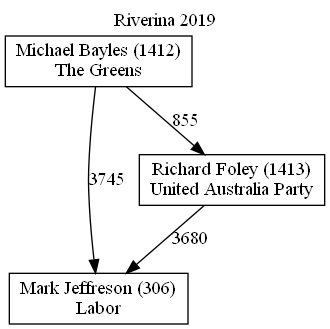 Riverina 2019
Michael Bayles (1412)
The Greens
855
3745
Richard Foley (1413)
United Australia Party
3680
Mark Jeffreson (306)
Labor